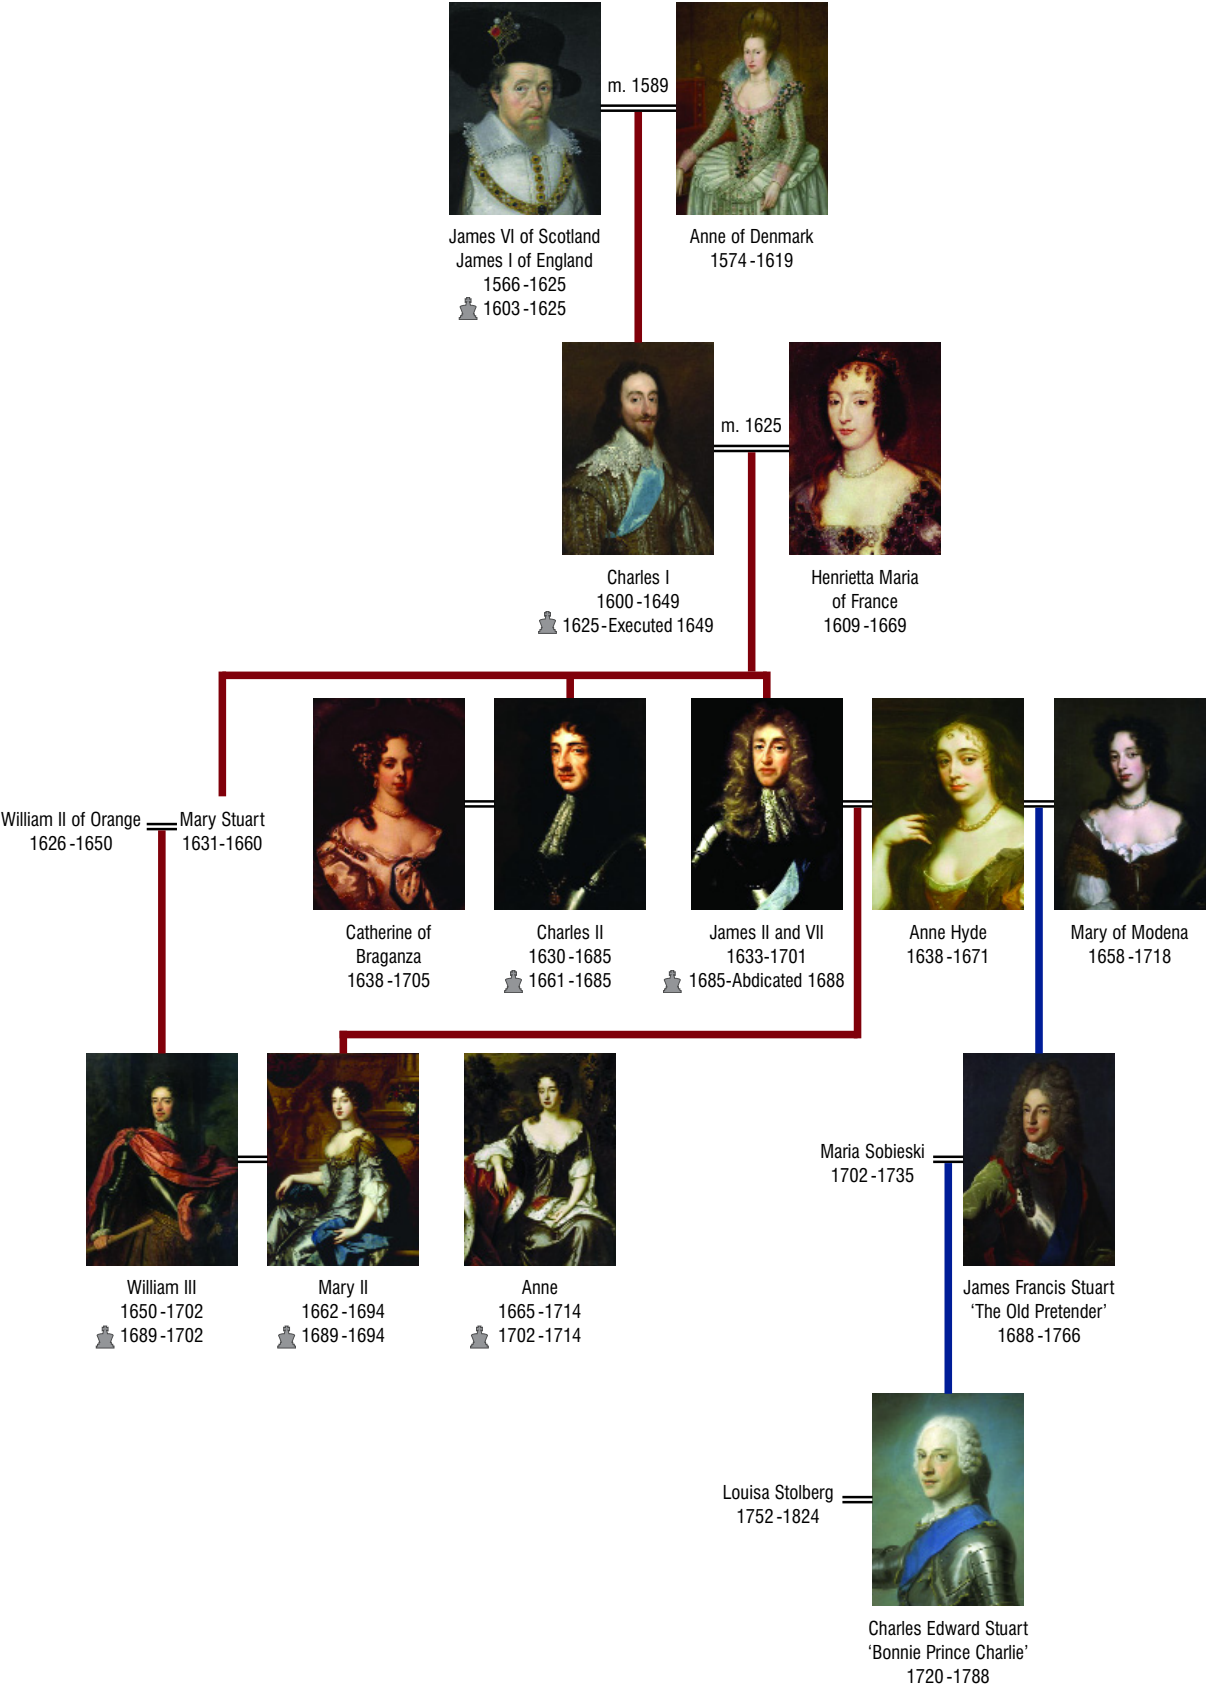 m. 1589
James VI of Scotland
James I of England
1566-1625
1603-1625
Anne of Denmark
1574-1619
m. 1625
Charles I
1600-1649
1625-Executed 1649
Henrietta Maria
of France
1609-1669
William II of Orange
1626-1650
Mary Stuart
1631-1660
Catherine of
Braganza
1638-1705
Charles II
1630-1685
1661-1685
James II and VII
1633-1701
1685-Abdicated 1688
Anne Hyde
1638-1671
Mary of Modena
1658-1718
William III
1650-1702
1689-1702
Mary II
1662-1694
1689-1694
Anne
1665-1714
1702-1714
Maria Sobieski
1702-1735
James Francis Stuart
‘The Old Pretender’
1688-1766
Louisa Stolberg
1752-1824
Charles Edward Stuart
‘Bonnie Prince Charlie’
1720-1788